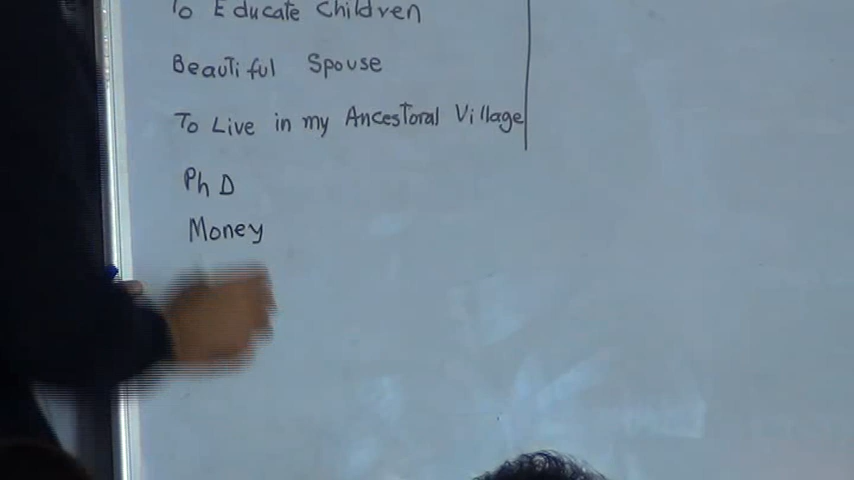 To Educate Children
Beautiful Spouse
To Live in my Ancestoral Village
PhD
Money